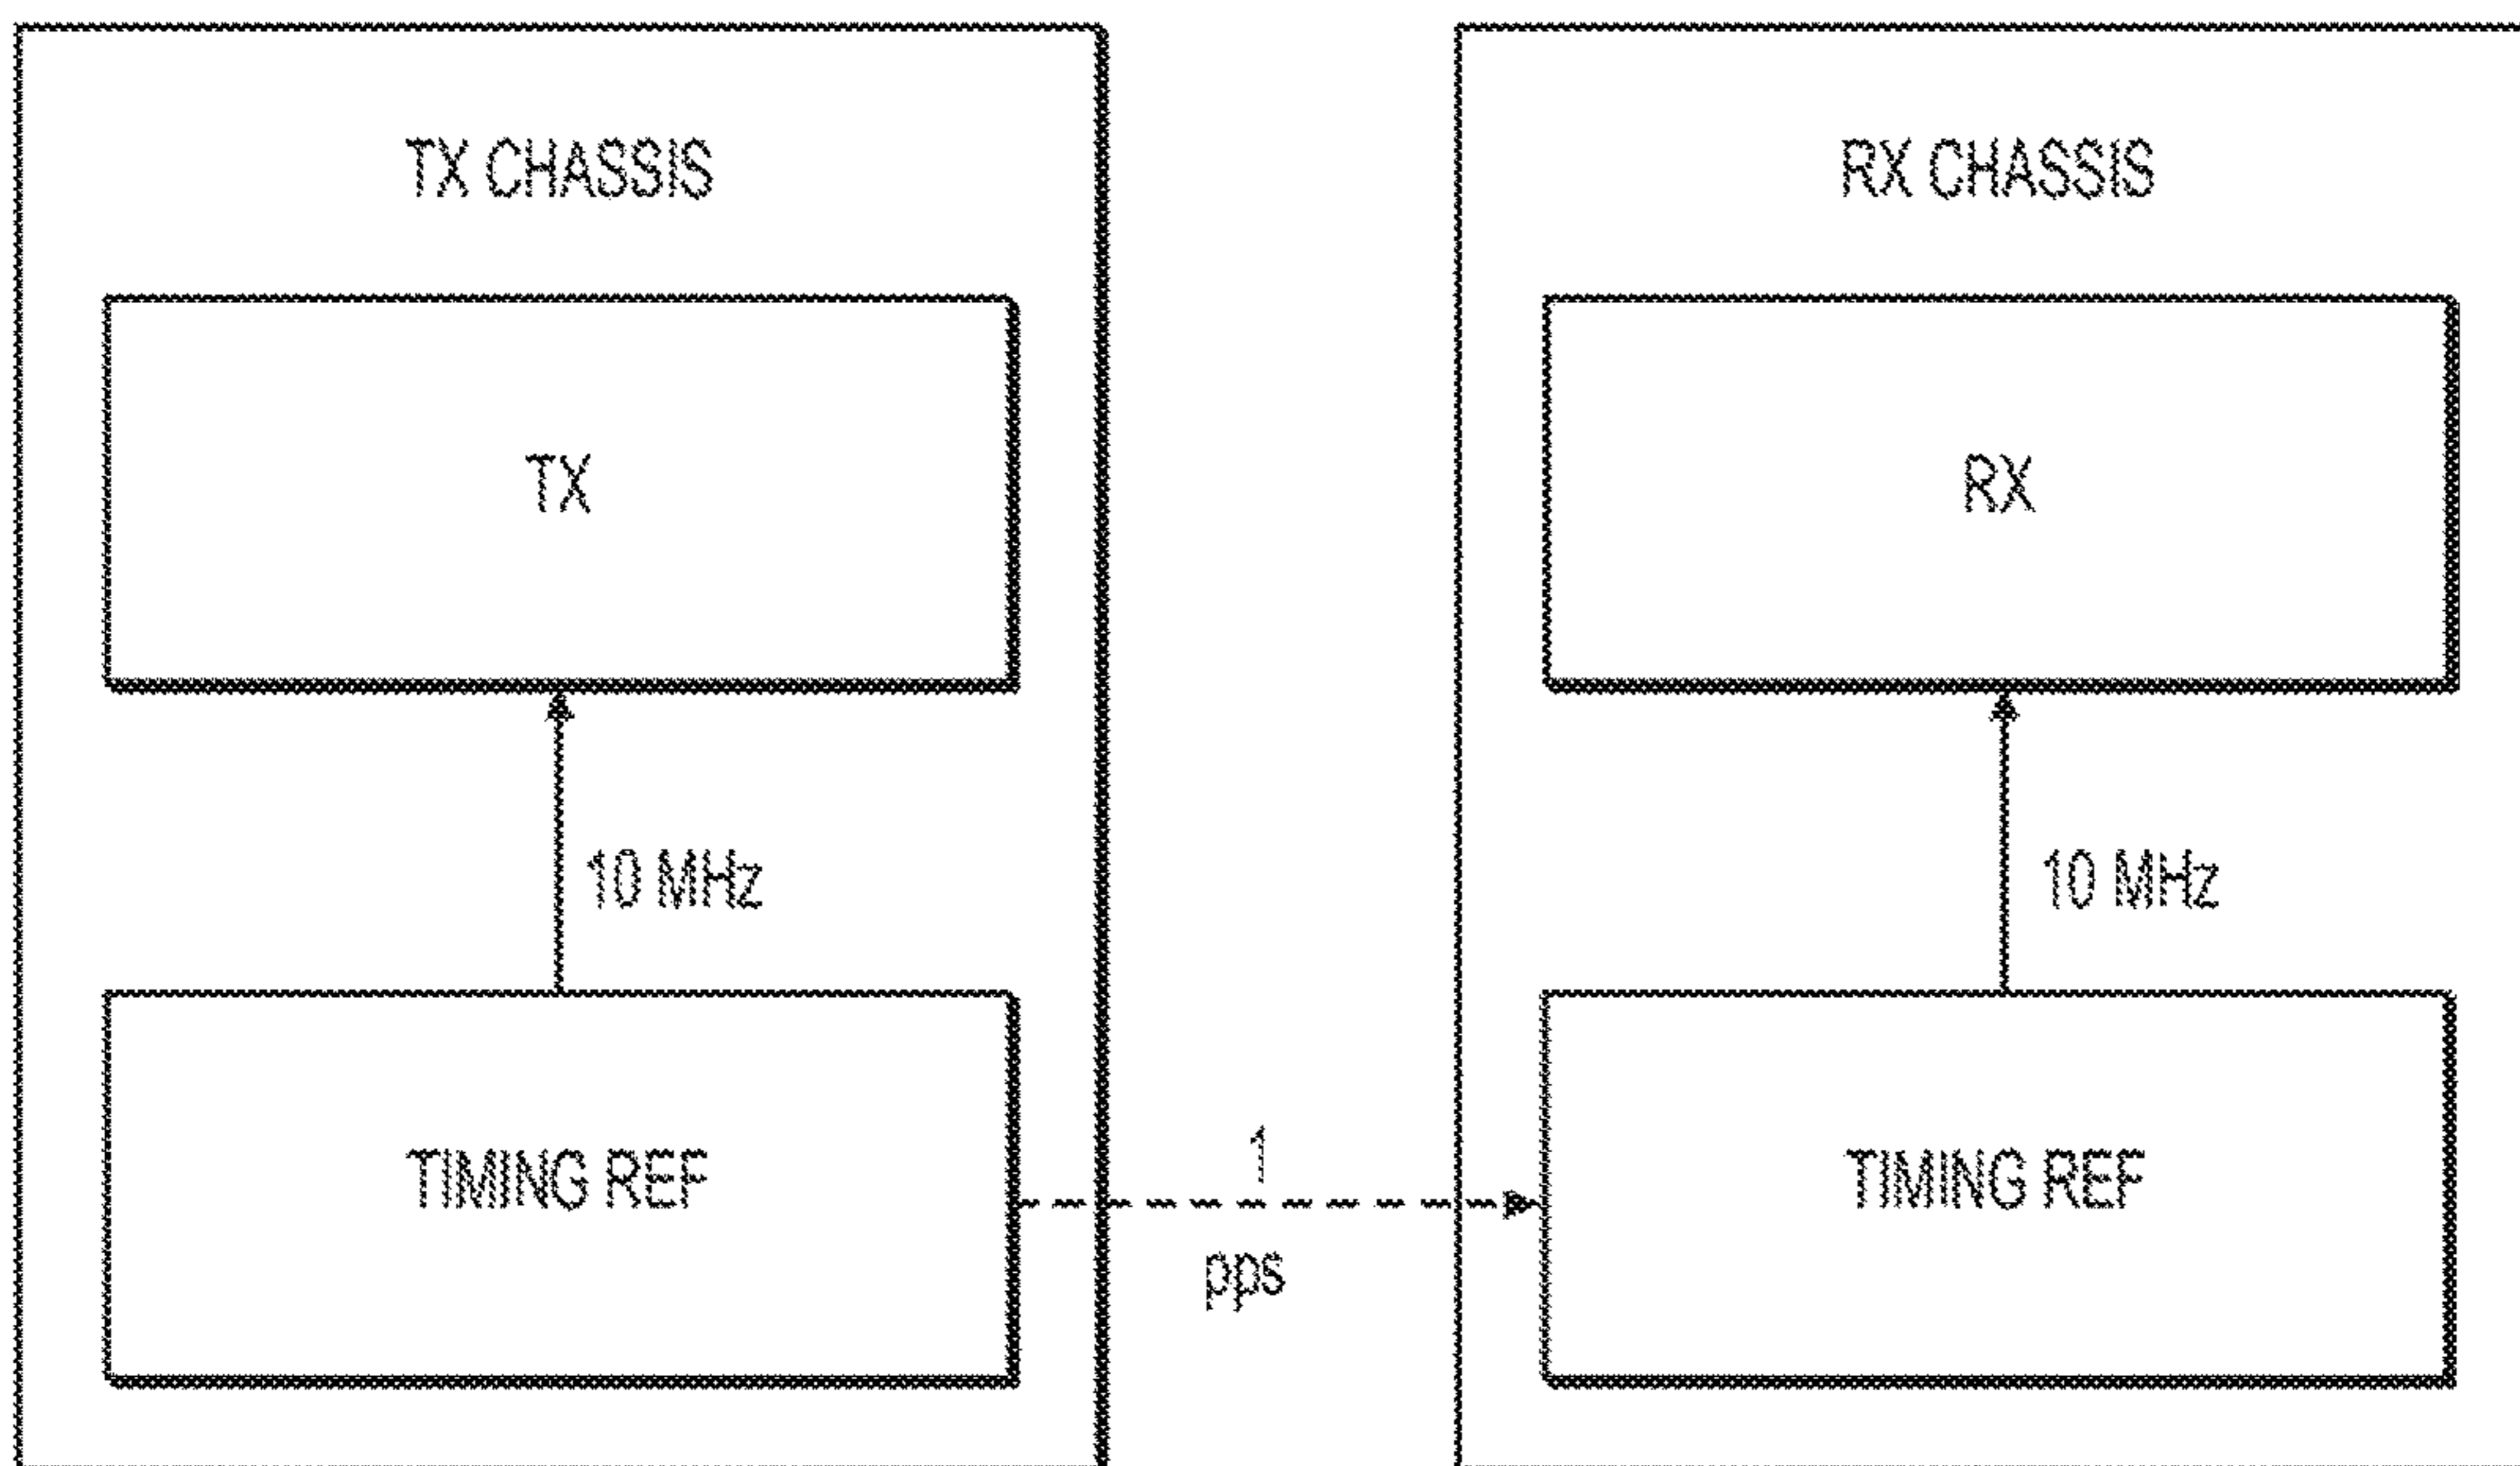 TX CHASSIS
TX
10 MHz
TIMING REF
1
pps
RX CHASSIS
RX
10 MHz
TIMING REF